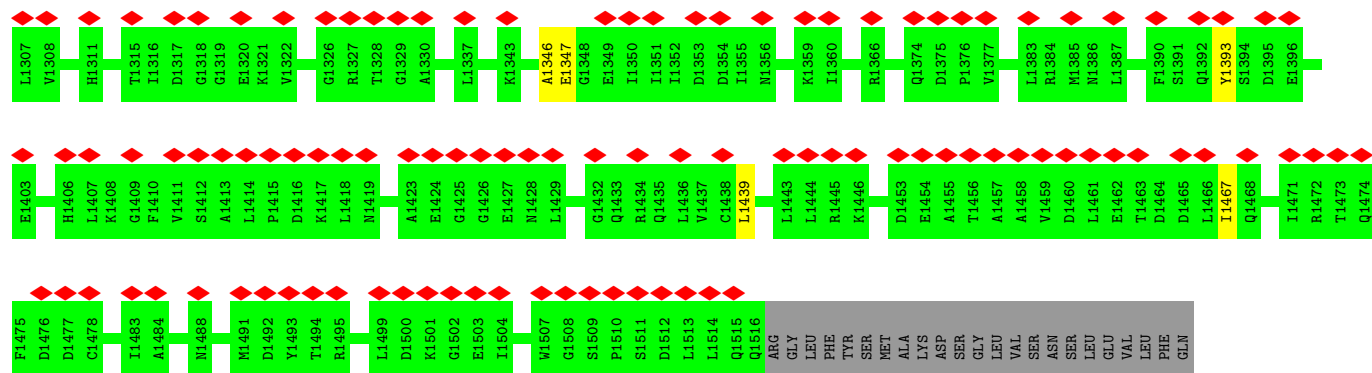 L1307 V1308 H1311 T1315 I1316 D1317 G1318 G1319 E1320 K1321 V1322 G1326 R1327 T1328 G1329 A1330 L1337 K1343 A1346 E1347 G1348 E1349 I1350 I1351 I1352 D1353 D1354 I1355 N1356 K1359 I1360 R1366 Q1374 D1375 P1376 V1377 L1383 R1384 M1385 N1386 L1387 F1390 S1391 Q1392 Y1393 S1394 D1395 E1396
E1403 H1406 L1407 K1408 G1409 F1410 V1411 S1412 A1413 L1414 P1415 D1416 K1417 L1418 N1419 A1423 E1424 G1425 G1426 E1427 N1428 L1429 G1432 Q1433 R1434 Q1435 L1436 V1437 C1438 L1439 L1443 L1444 R1445 K1446 D1453 E1454 A1455 T1456 A1457 A1458 V1459 D1460 L1461 E1462 T1463 D1464 D1465 L1466 I1467 Q1468 I1471 R1472 T1473 Q1474
F1475 D1476 D1477 C1478 I1483 A1484 N1488 M1491 D1492 Y1493 T1494 R1495 L1499 D1500 K1501 G1502 E1503 I1504 W1507 G1508 S1509 P1510 S1511 D1512 L1513 L1514 Q1515 Q1516 ARG GLY LEU PHE TYR SER MET ALA LYS ASP SER GLY LEU VAL SER ASN SER LEU GLU VAL LEU PHE GLN